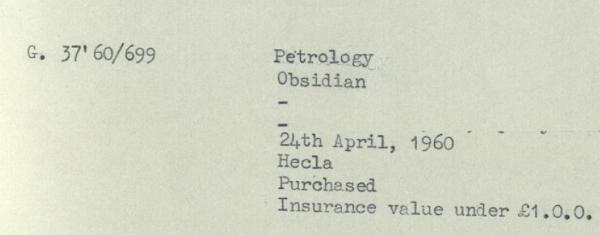 G. 37'60/699 Petrology
Obsidian
-
-
24th April, 1960
Hecla
Purchased
Insurance value under £1.0.0.